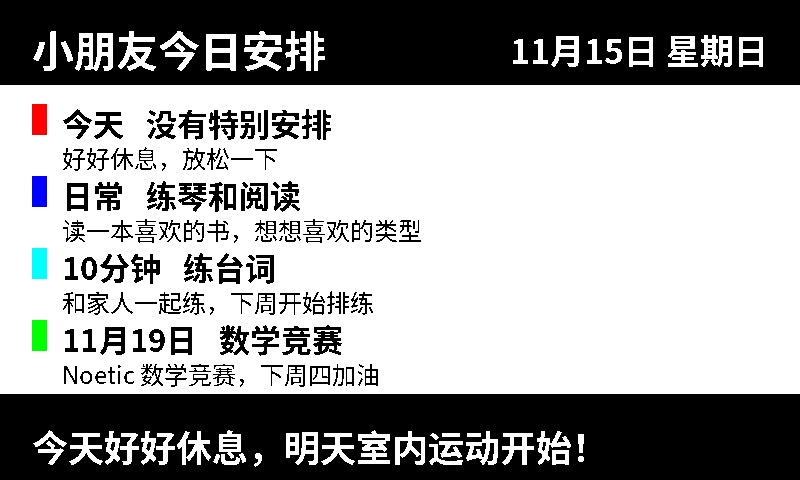 小朋友今日安排
11月15日 星期日
今天 没有特别安排
好好休息，放松一下
日常 练琴和阅读
读一本喜欢的书，想想喜欢的类型
10分钟 练台词
和家人一起练，下周开始排练
11月19日 数学竞赛
Noetic 数学竞赛，下周四加油
今天好好休息，明天室内运动开始！